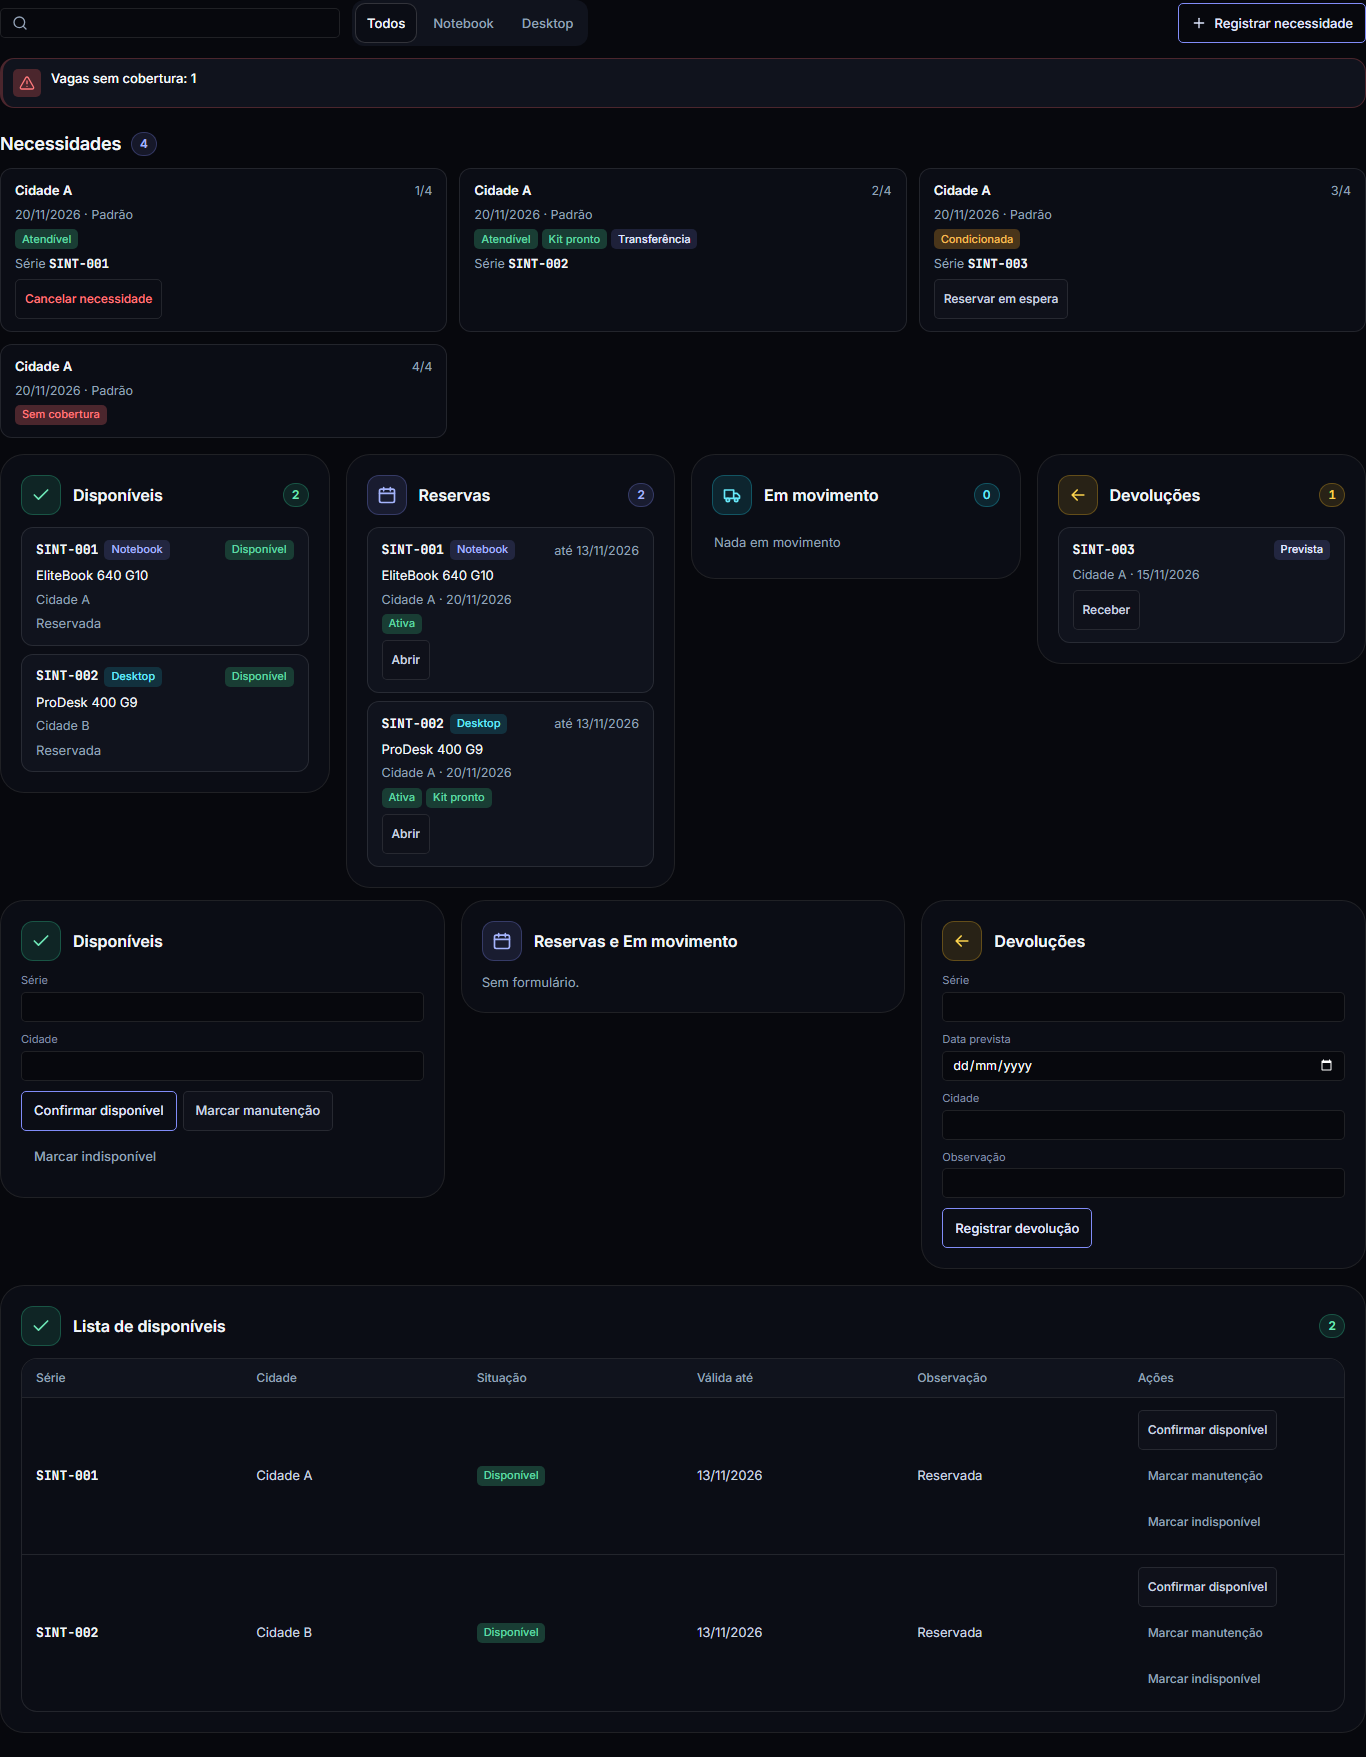 Todos Notebook Desktop + Registrar necessidade
Vagas sem cobertura: 1
Necessidades 4
Cidade A 1/4
20/11/2026 · Padrão
Atendível
Série SINT-001
Cancelar necessidade
Cidade A 2/4
20/11/2026 · Padrão
Atendível Kit pronto Transferência
Série SINT-002
Cidade A 3/4
20/11/2026 · Padrão
Condicionada
Série SINT-003
Reservar em espera
Cidade A 4/4
20/11/2026 · Padrão
Sem cobertura
Disponíveis 2
SINT-001 Notebook Disponível
EliteBook 640 G10
Cidade A
Reservada
SINT-002 Desktop Disponível
ProDesk 400 G9
Cidade B
Reservada
Reservas 2
SINT-001 Notebook até 13/11/2026
EliteBook 640 G10
Cidade A · 20/11/2026
Ativa
Abrir
SINT-002 Desktop até 13/11/2026
ProDesk 400 G9
Cidade A · 20/11/2026
Ativa Kit pronto
Abrir
Em movimento 0
Nada em movimento
Devoluções 1
SINT-003 Prevista
Cidade A · 15/11/2026
Receber
Disponíveis
Série
Cidade
Confirmar disponível Marcar manutenção
Marcar indisponível
Reservas e Em movimento
Sem formulário.
Devoluções
Série
Data prevista
dd/mm/yyyy
Cidade
Observação
Registrar devolução
Lista de disponíveis 2
Série Cidade Situação Válida até Observação Ações
SINT-001 Cidade A Disponível 13/11/2026 Reservada Confirmar disponível
Marcar manutenção
Marcar indisponível
SINT-002 Cidade B Disponível 13/11/2026 Reservada Confirmar disponível
Marcar manutenção
Marcar indisponível